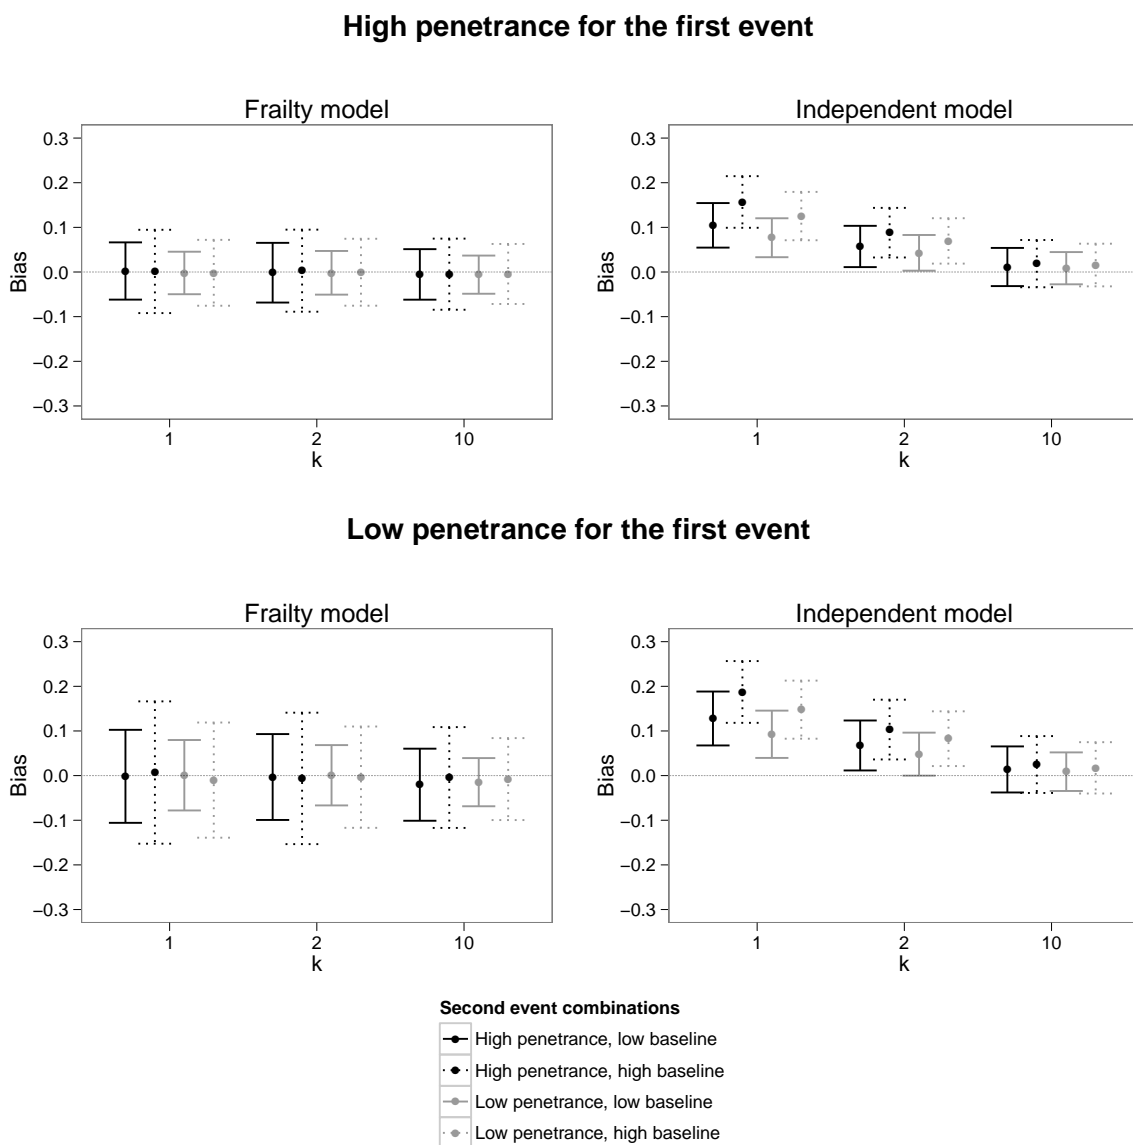 High penetrance for the first event
Frailty model
Independent model
0.3
0.2
0.1
0.0
−0.1
−0.2
−0.3
Bias
1
2
10
k
0.3
0.2
0.1
0.0
−0.1
−0.2
−0.3
Bias
1
2
10
k
Low penetrance for the first event
Frailty model
Independent model
0.3
0.2
0.1
0.0
−0.1
−0.2
−0.3
Bias
1
2
10
k
0.3
0.2
0.1
0.0
−0.1
−0.2
−0.3
Bias
1
2
10
k
Second event combinations
High penetrance, low baseline
High penetrance, high baseline
Low penetrance, low baseline
Low penetrance, high baseline